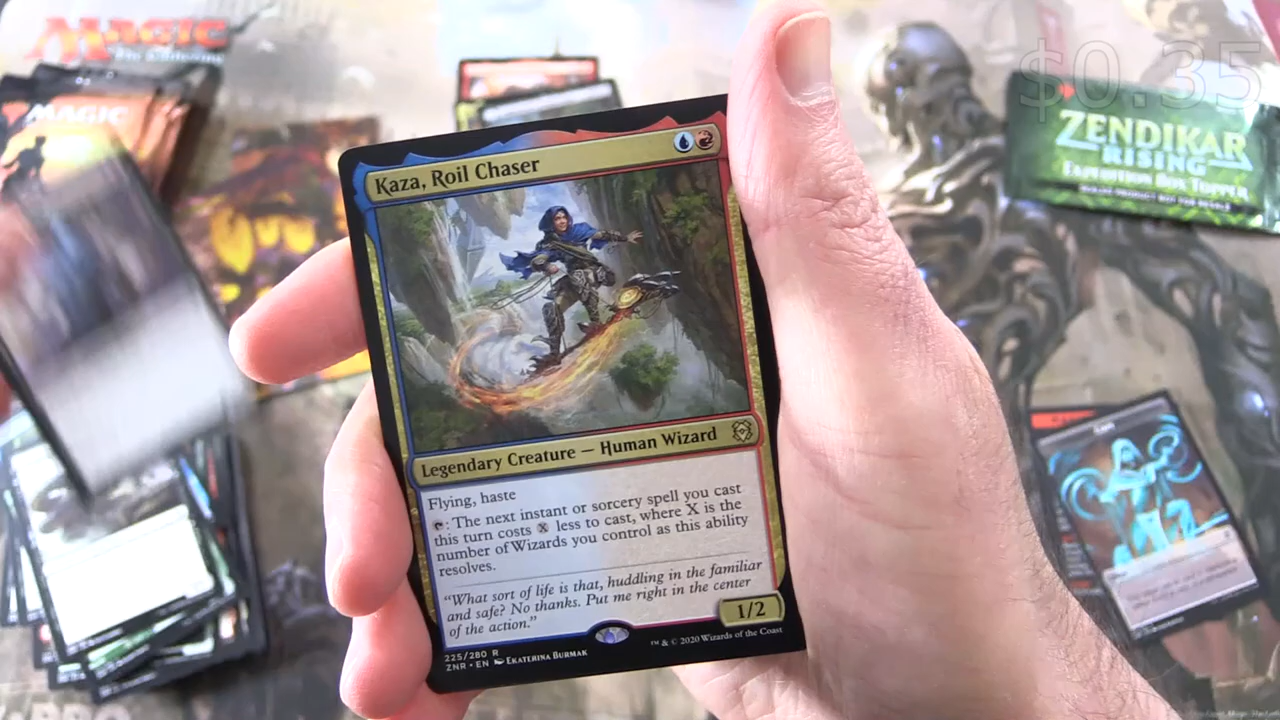 MAGIC
The Gathering
$0.35
MAGIC
ZENDIKAR
RISING
EXPEDITION BOX TOPPER
Kaza, Roil Chaser
Legendary Creature — Human Wizard
Flying, haste
: The next instant or sorcery spell you cast
this turn costs X less to cast, where X is the
number of Wizards you control as this ability
resolves.
"What sort of life is that, huddling in the familiar
and safe? No thanks. Put me right in the center
of the action."
1/2
225/280 R
ZNR • EN EKATERINA BURMAK
™ & © 2020 Wizards of the Coast